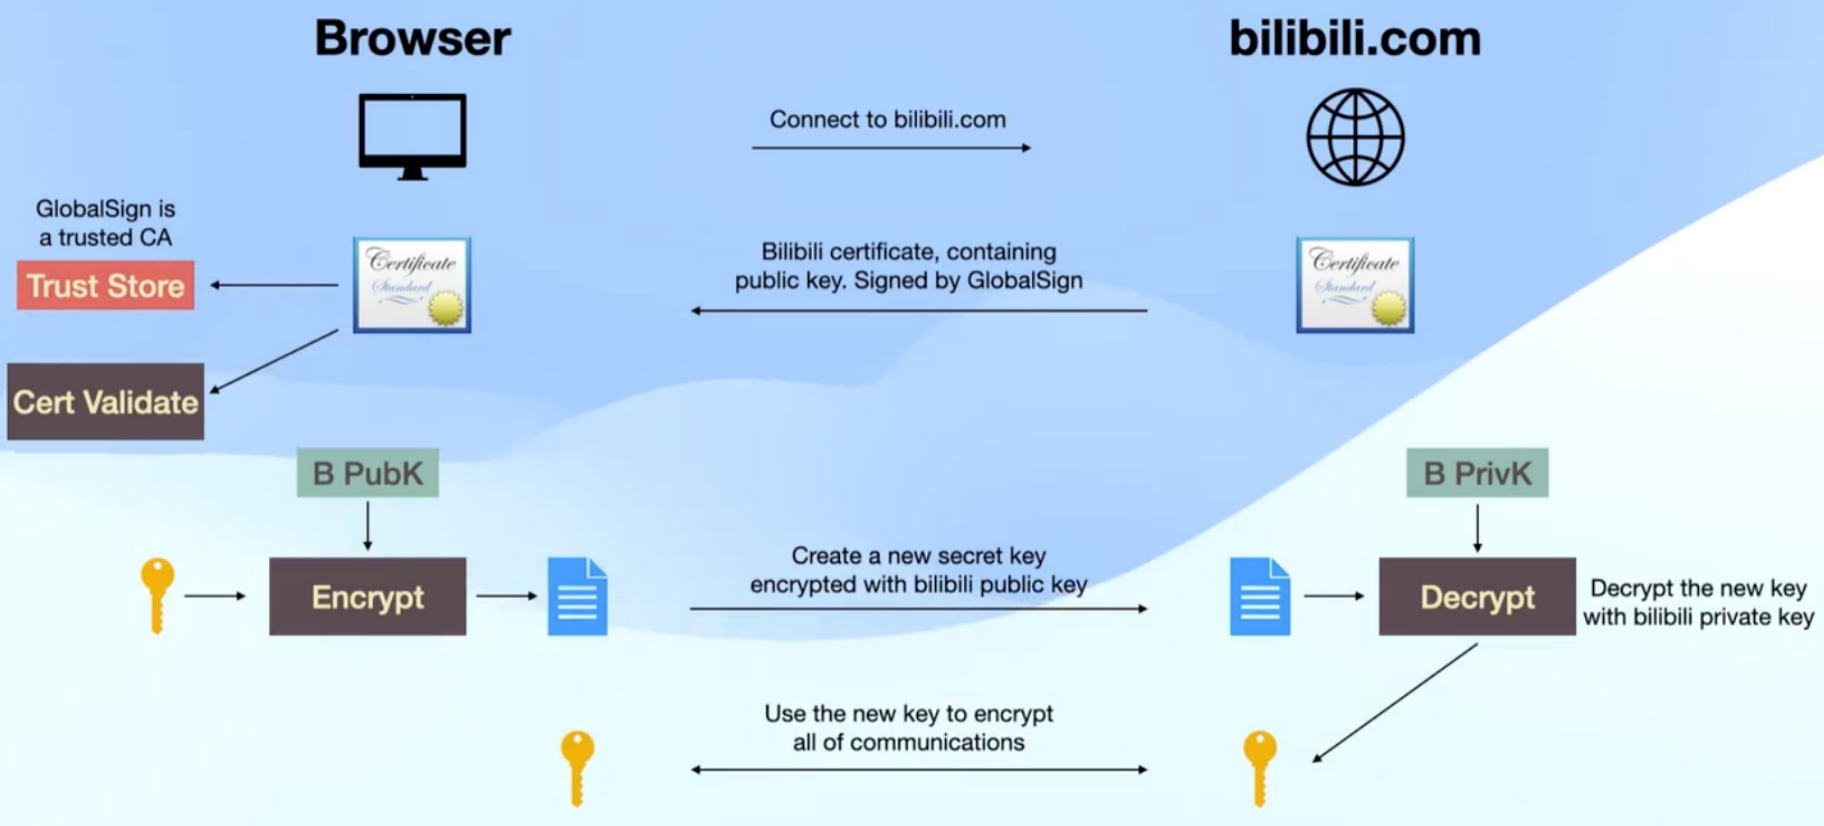 Browser
bilibili.com
Connect to bilibili.com
GlobalSign is
a trusted CA
Trust Store
Certificate
Standard
Bilibili certificate, containing
public key. Signed by GlobalSign
Certificate
Standard
Cert Validate
B PubK
B PrivK
Encrypt
Create a new secret key
encrypted with bilibili public key
Decrypt
Decrypt the new key
with bilibili private key
Use the new key to encrypt
all of communications